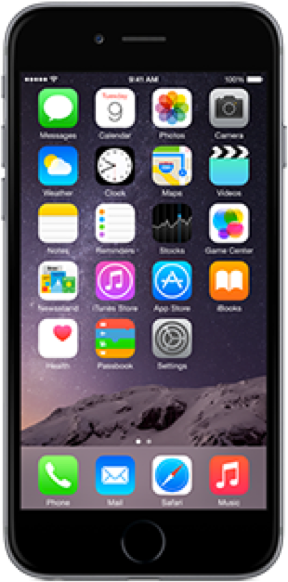 9:41 AM 100%
Messages Calendar Photos Camera
Tuesday
9
Weather Clock Maps Videos
Notes Reminders Stocks Game Center
Newsstand iTunes Store App Store iBooks
Health Passbook Settings
Phone Mail Safari Music